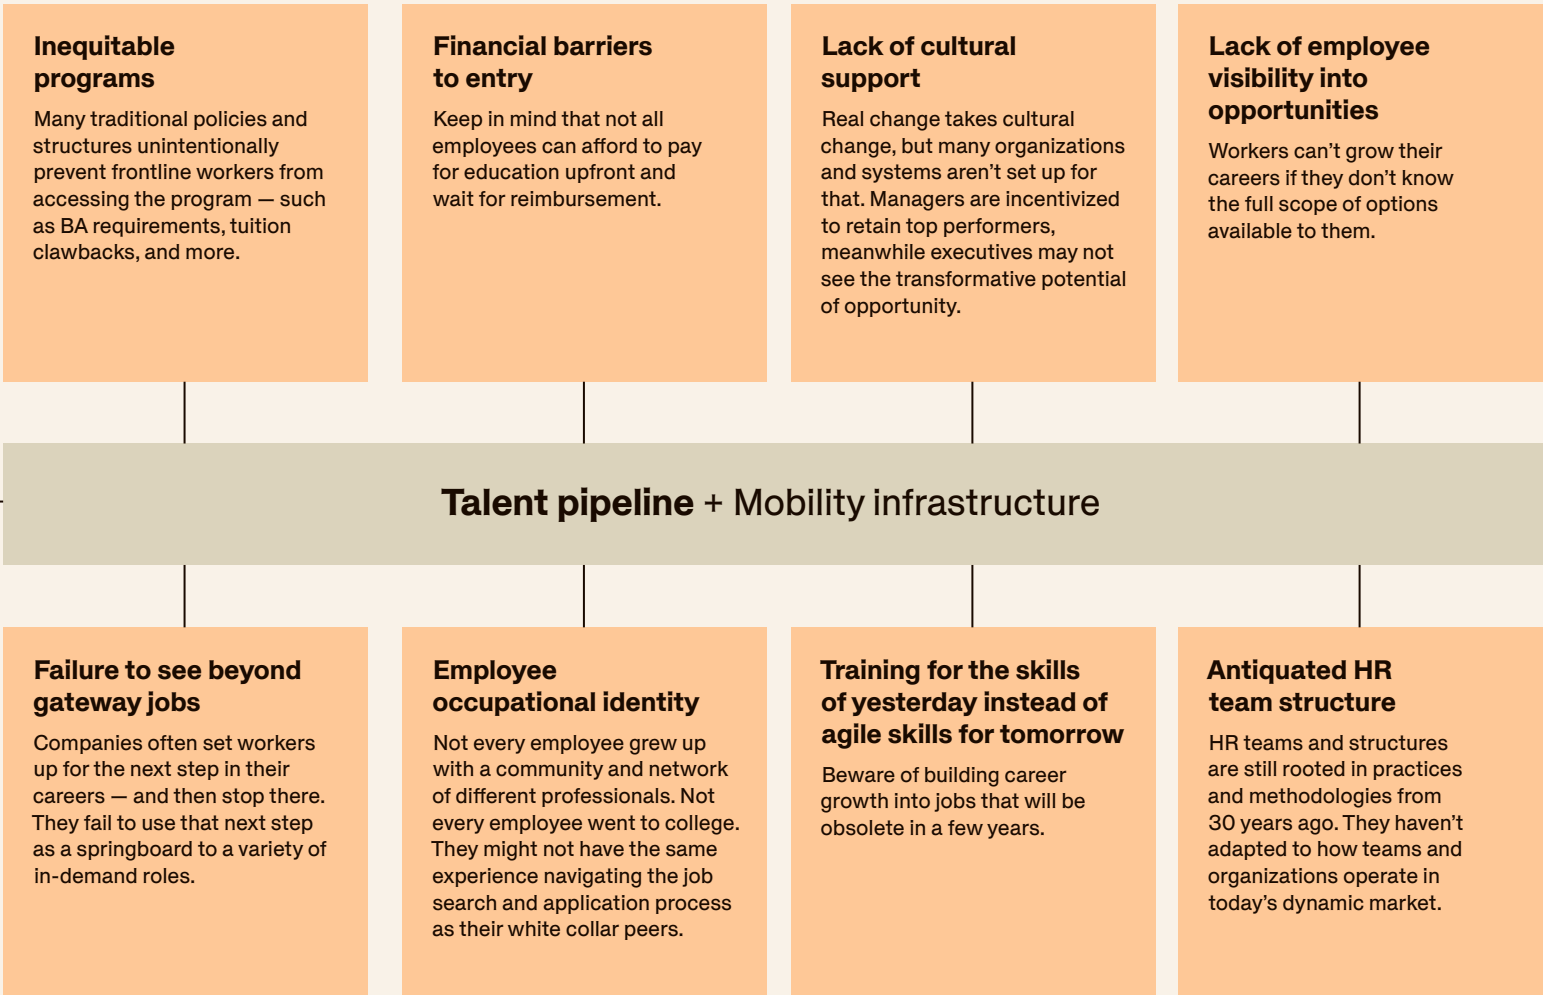 Inequitable
programs
Many traditional policies and
structures unintentionally
prevent frontline workers from
accessing the program — such
as BA requirements, tuition
clawbacks, and more.
Financial barriers
to entry
Keep in mind that not all
employees can afford to pay
for education upfront and
wait for reimbursement.
Lack of cultural
support
Real change takes cultural
change, but many organizations
and systems aren’t set up for
that. Managers are incentivized
to retain top performers,
meanwhile executives may not
see the transformative potential
of opportunity.
Lack of employee
visibility into
opportunities
Workers can’t grow their
careers if they don’t know
the full scope of options
available to them.
Talent pipeline + Mobility infrastructure
Failure to see beyond
gateway jobs
Companies often set workers
up for the next step in their
careers — and then stop there.
They fail to use that next step
as a springboard to a variety of
in-demand roles.
Employee
occupational identity
Not every employee grew up
with a community and network
of different professionals. Not
every employee went to college.
They might not have the same
experience navigating the job
search and application process
as their white collar peers.
Training for the skills
of yesterday instead of
agile skills for tomorrow
Beware of building career
growth into jobs that will be
obsolete in a few years.
Antiquated HR
team structure
HR teams and structures
are still rooted in practices
and methodologies from
30 years ago. They haven’t
adapted to how teams and
organizations operate in
today’s dynamic market.